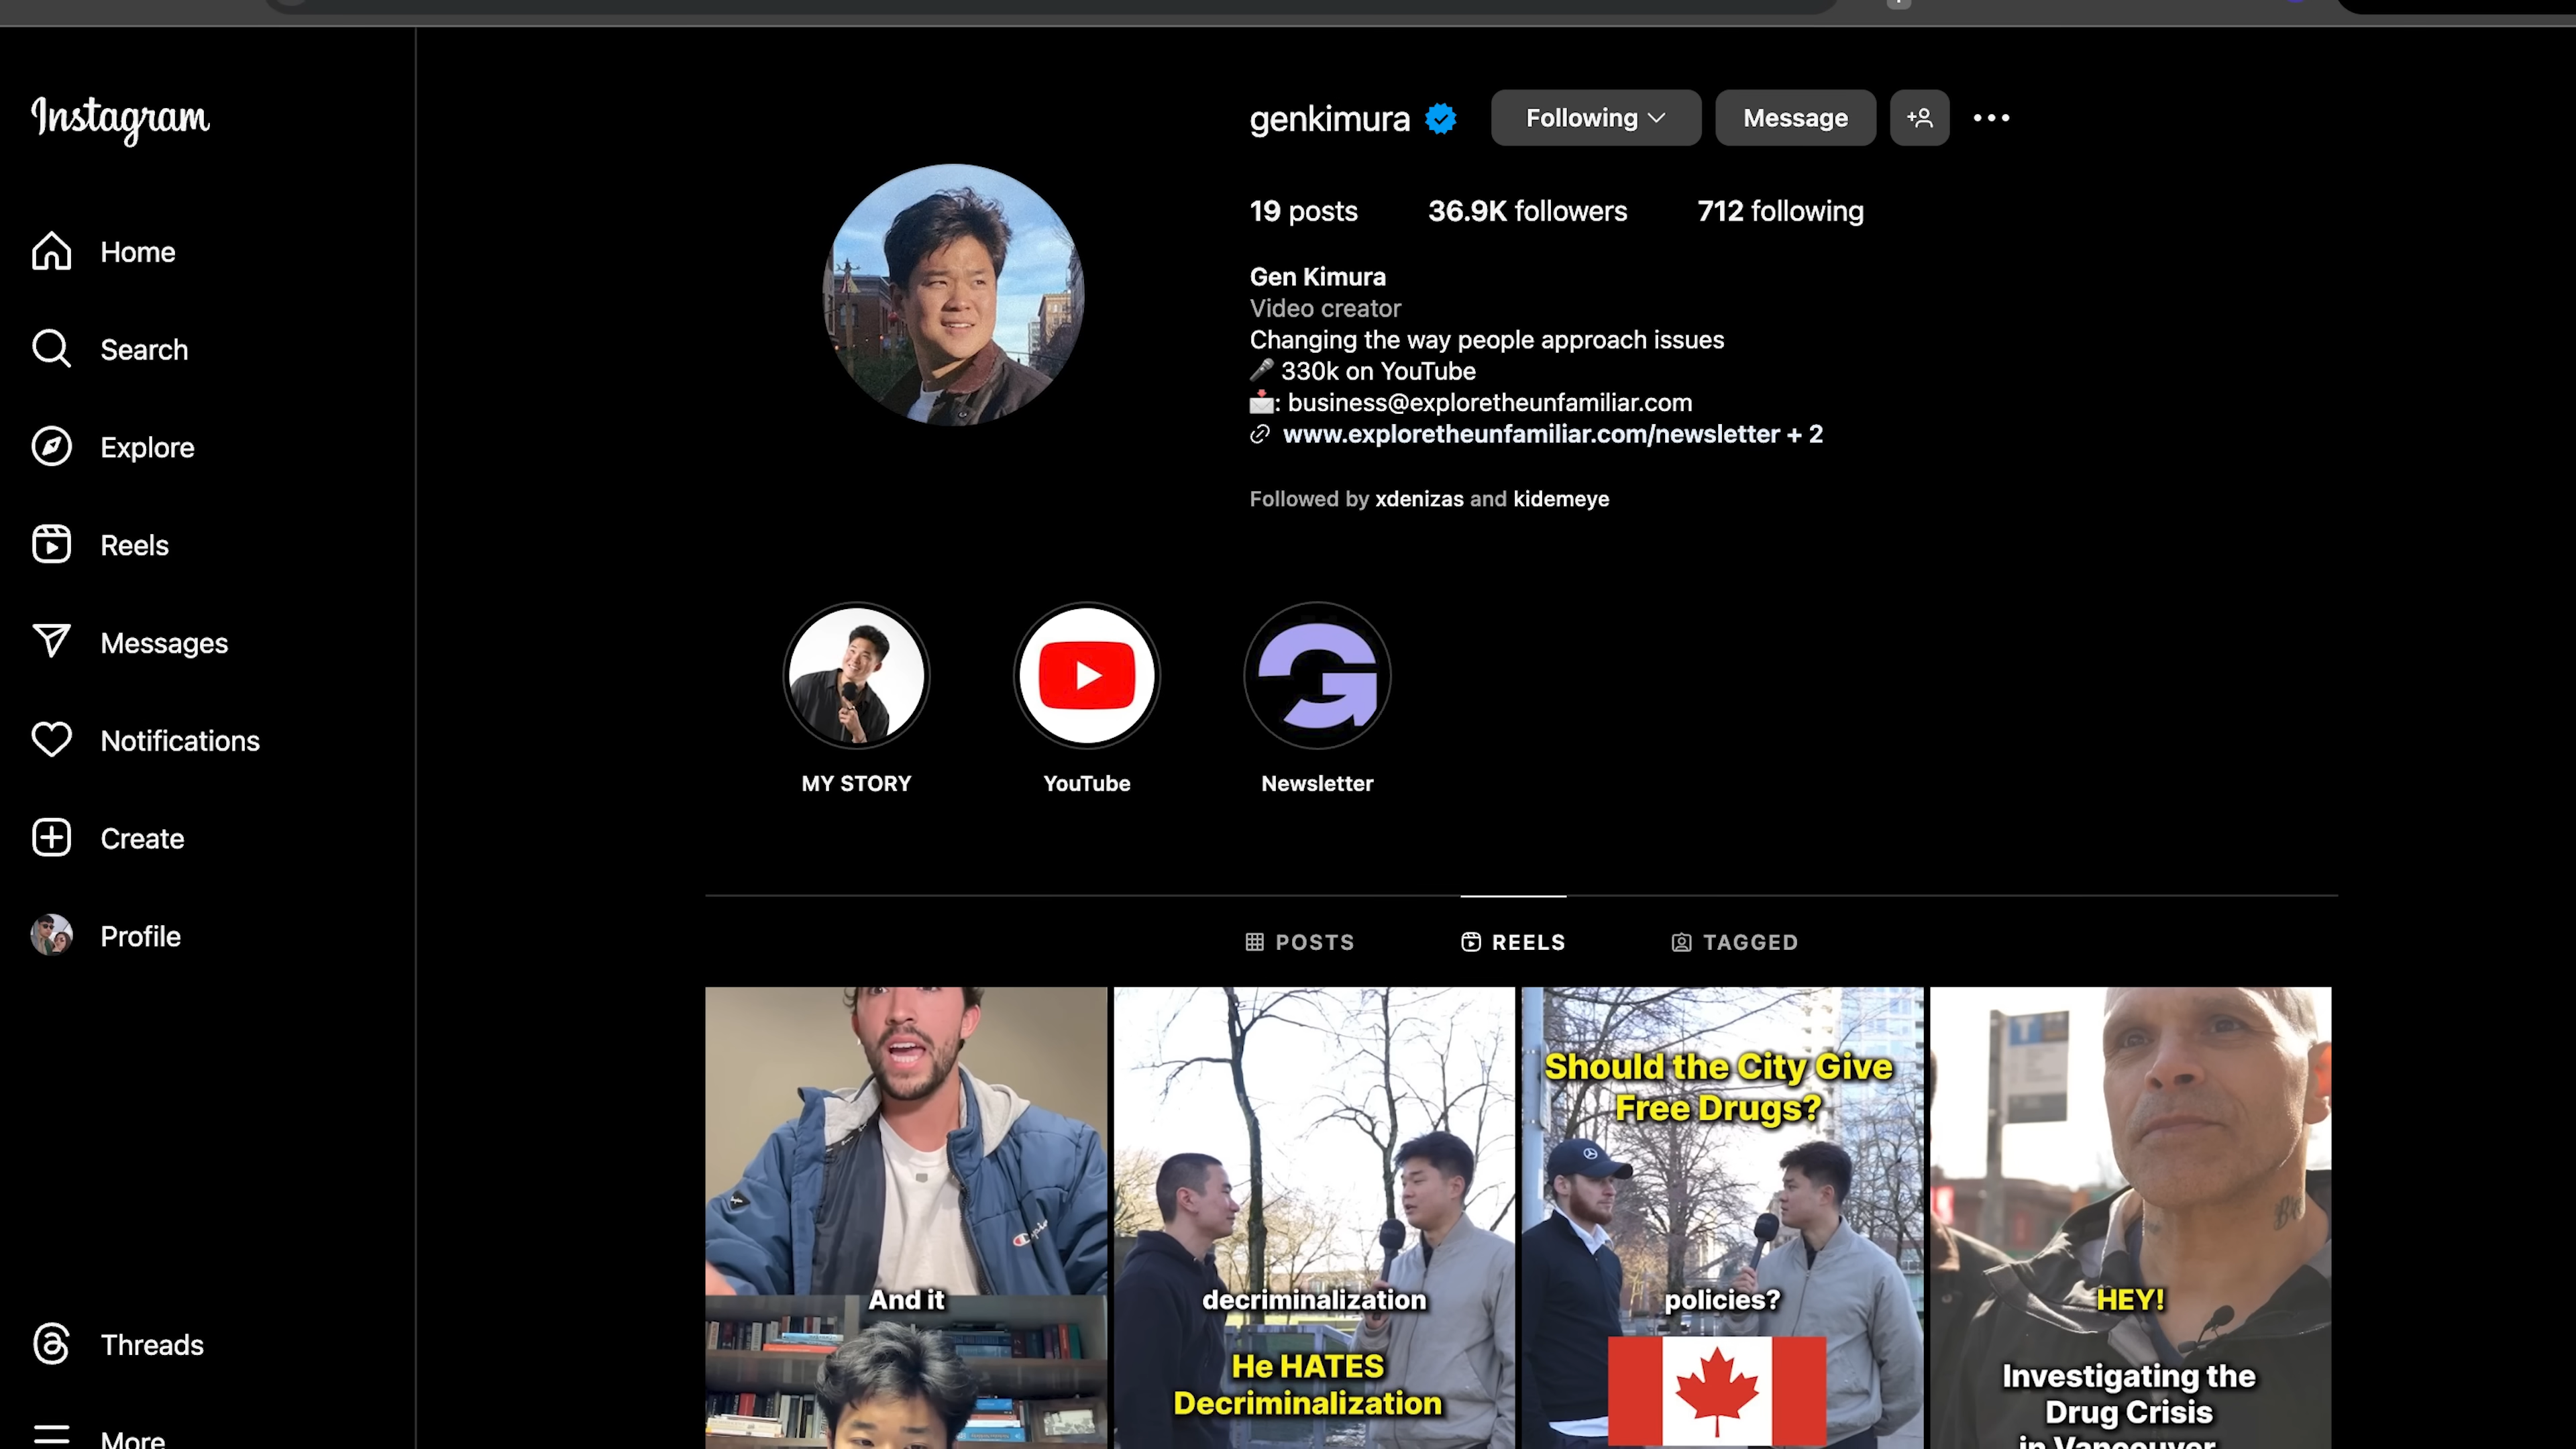 Instagram
Home
Search
Explore
Reels
Messages
Notifications
Create
Profile
Threads
More
genkimura
Following
Message
19 posts 36.9K followers 712 following
Gen Kimura
Video creator
Changing the way people approach issues
🎤 330k on YouTube
📩: business@exploretheunfamiliar.com
www.exploretheunfamiliar.com/newsletter + 2
Followed by xdenizas and kidemeye
MY STORY
YouTube
Newsletter
POSTS
REELS
TAGGED
And it
decriminalization
He HATES
Decriminalization
Should the City Give
Free Drugs?
policies?
HEY!
Investigating the
Drug Crisis
in Vancouver